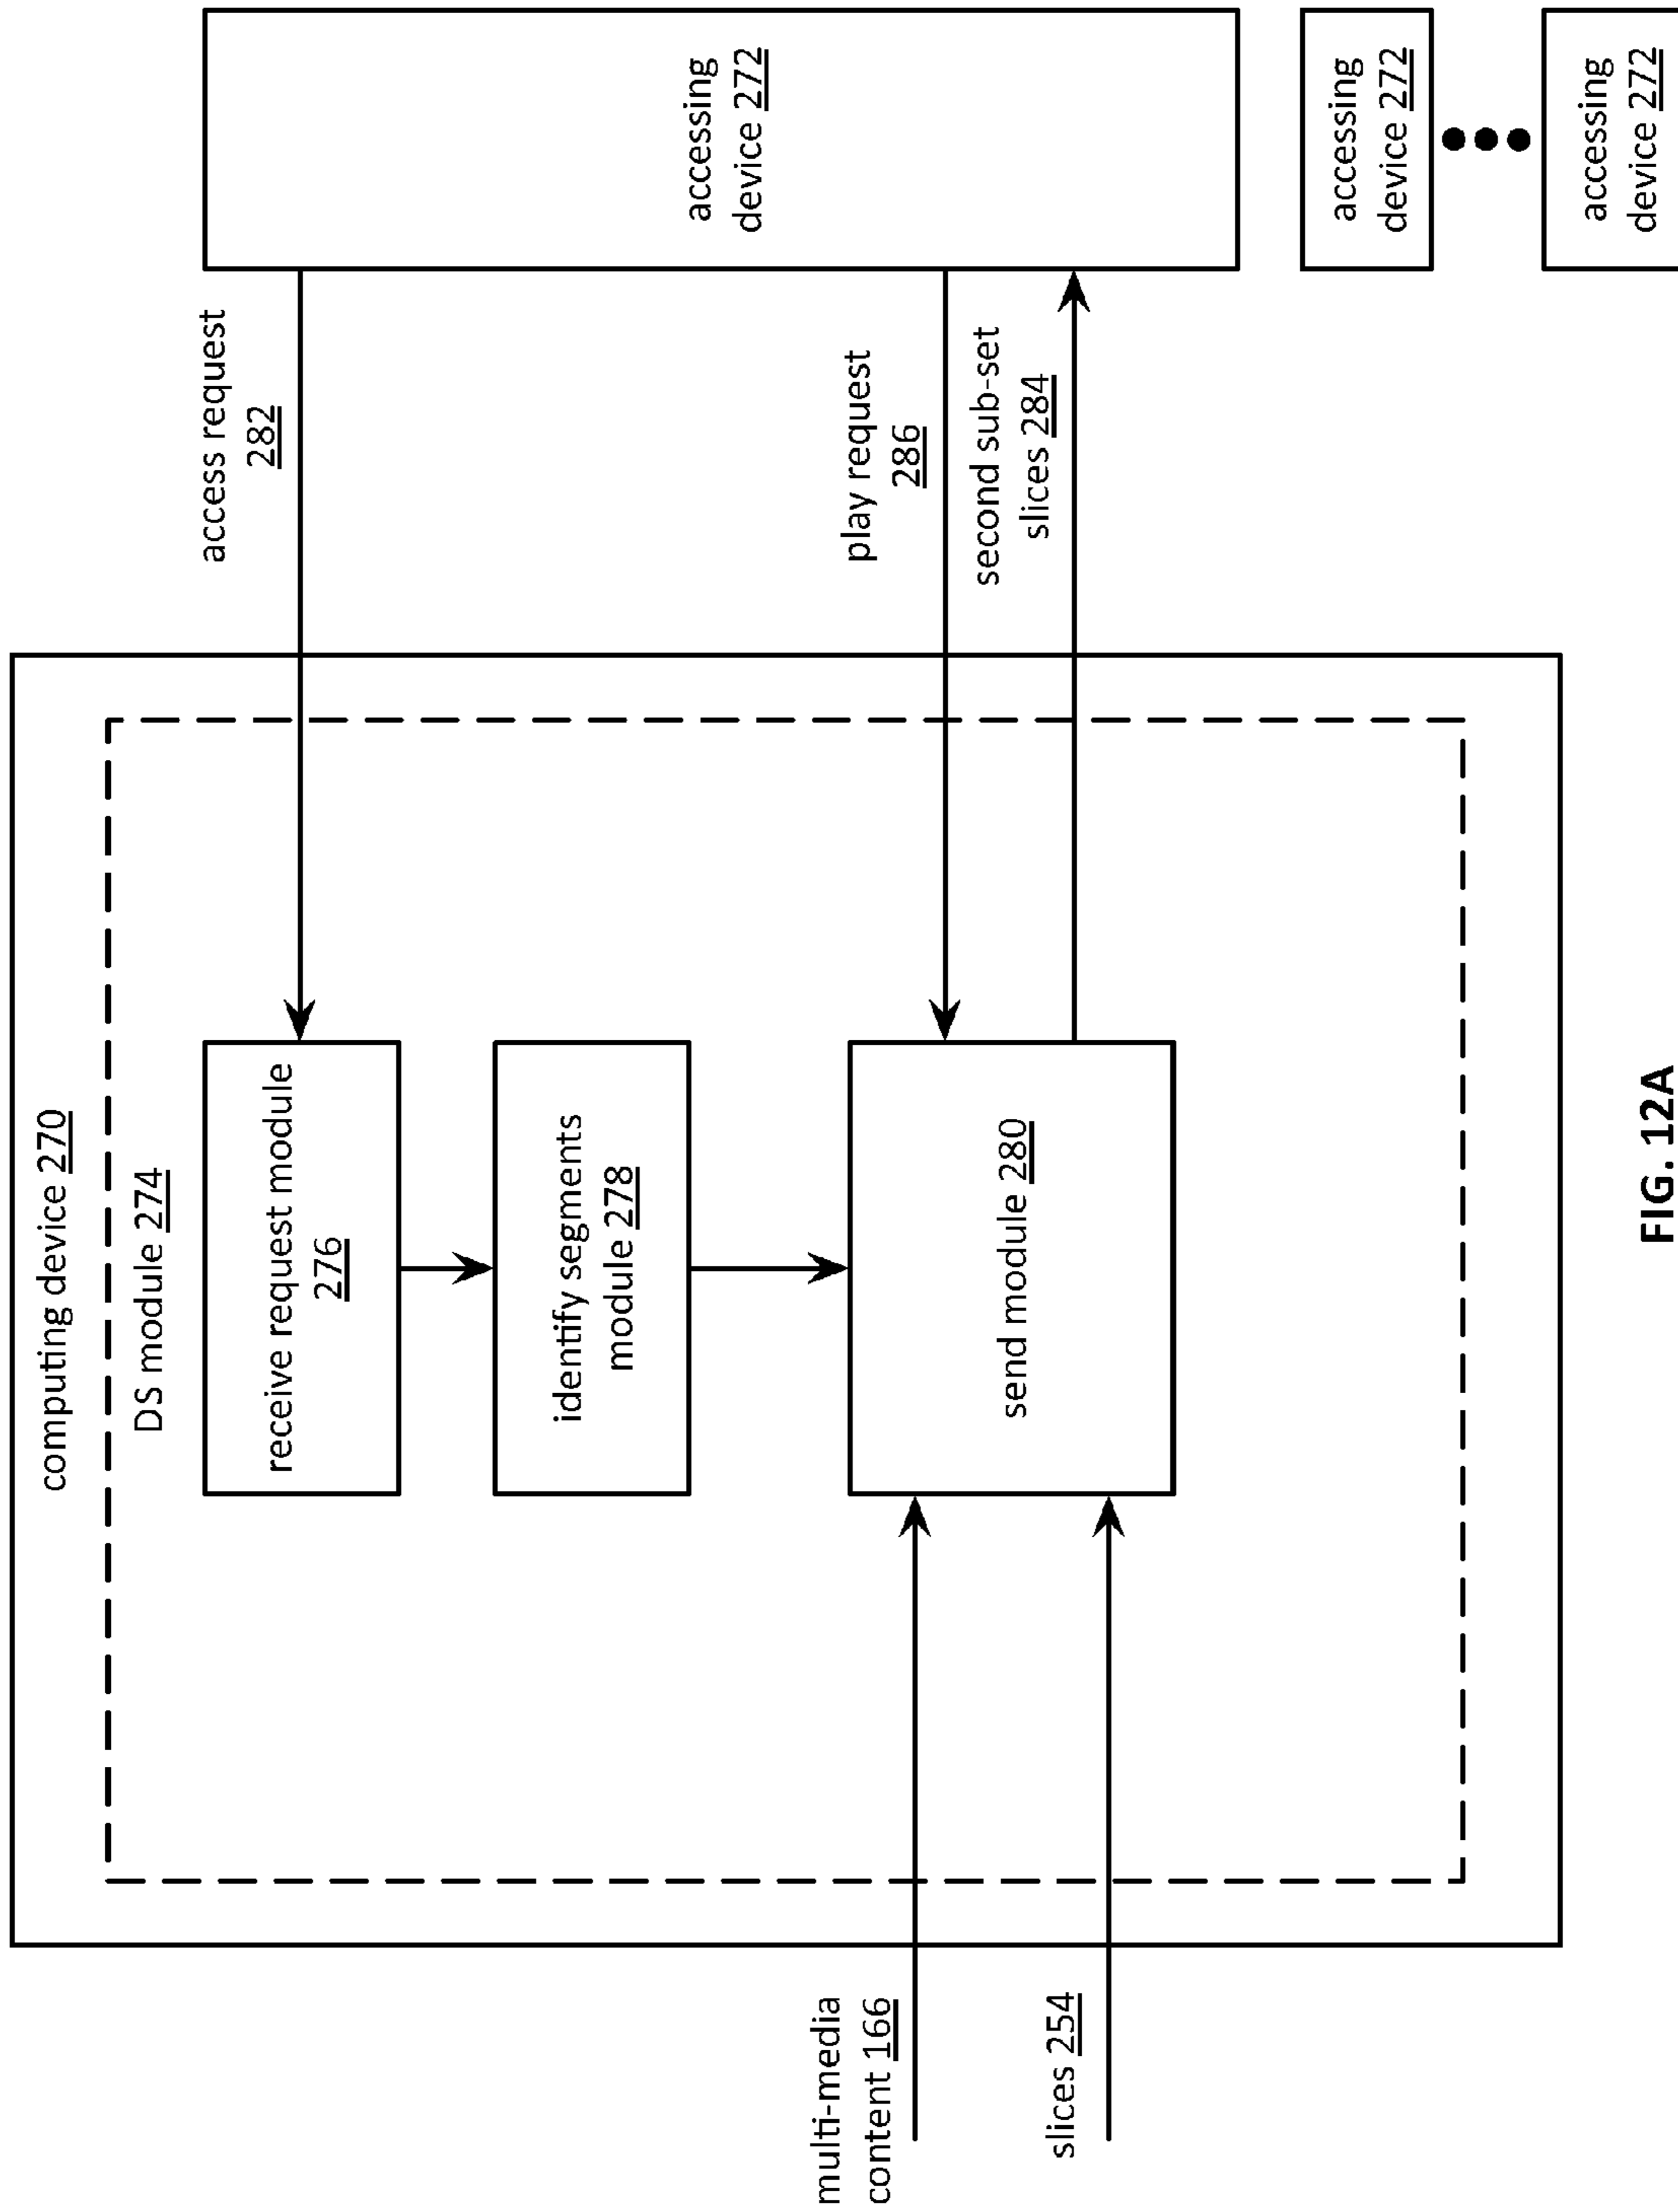 computing device 270
DS module 274
receive request module
276
identify segments
module 278
send module 280
multi-media
content 166
slices 254
access request
282
play request
286
second sub-set
slices 284
accessing
device 272
accessing
device 272
accessing
device 272
FIG. 12A